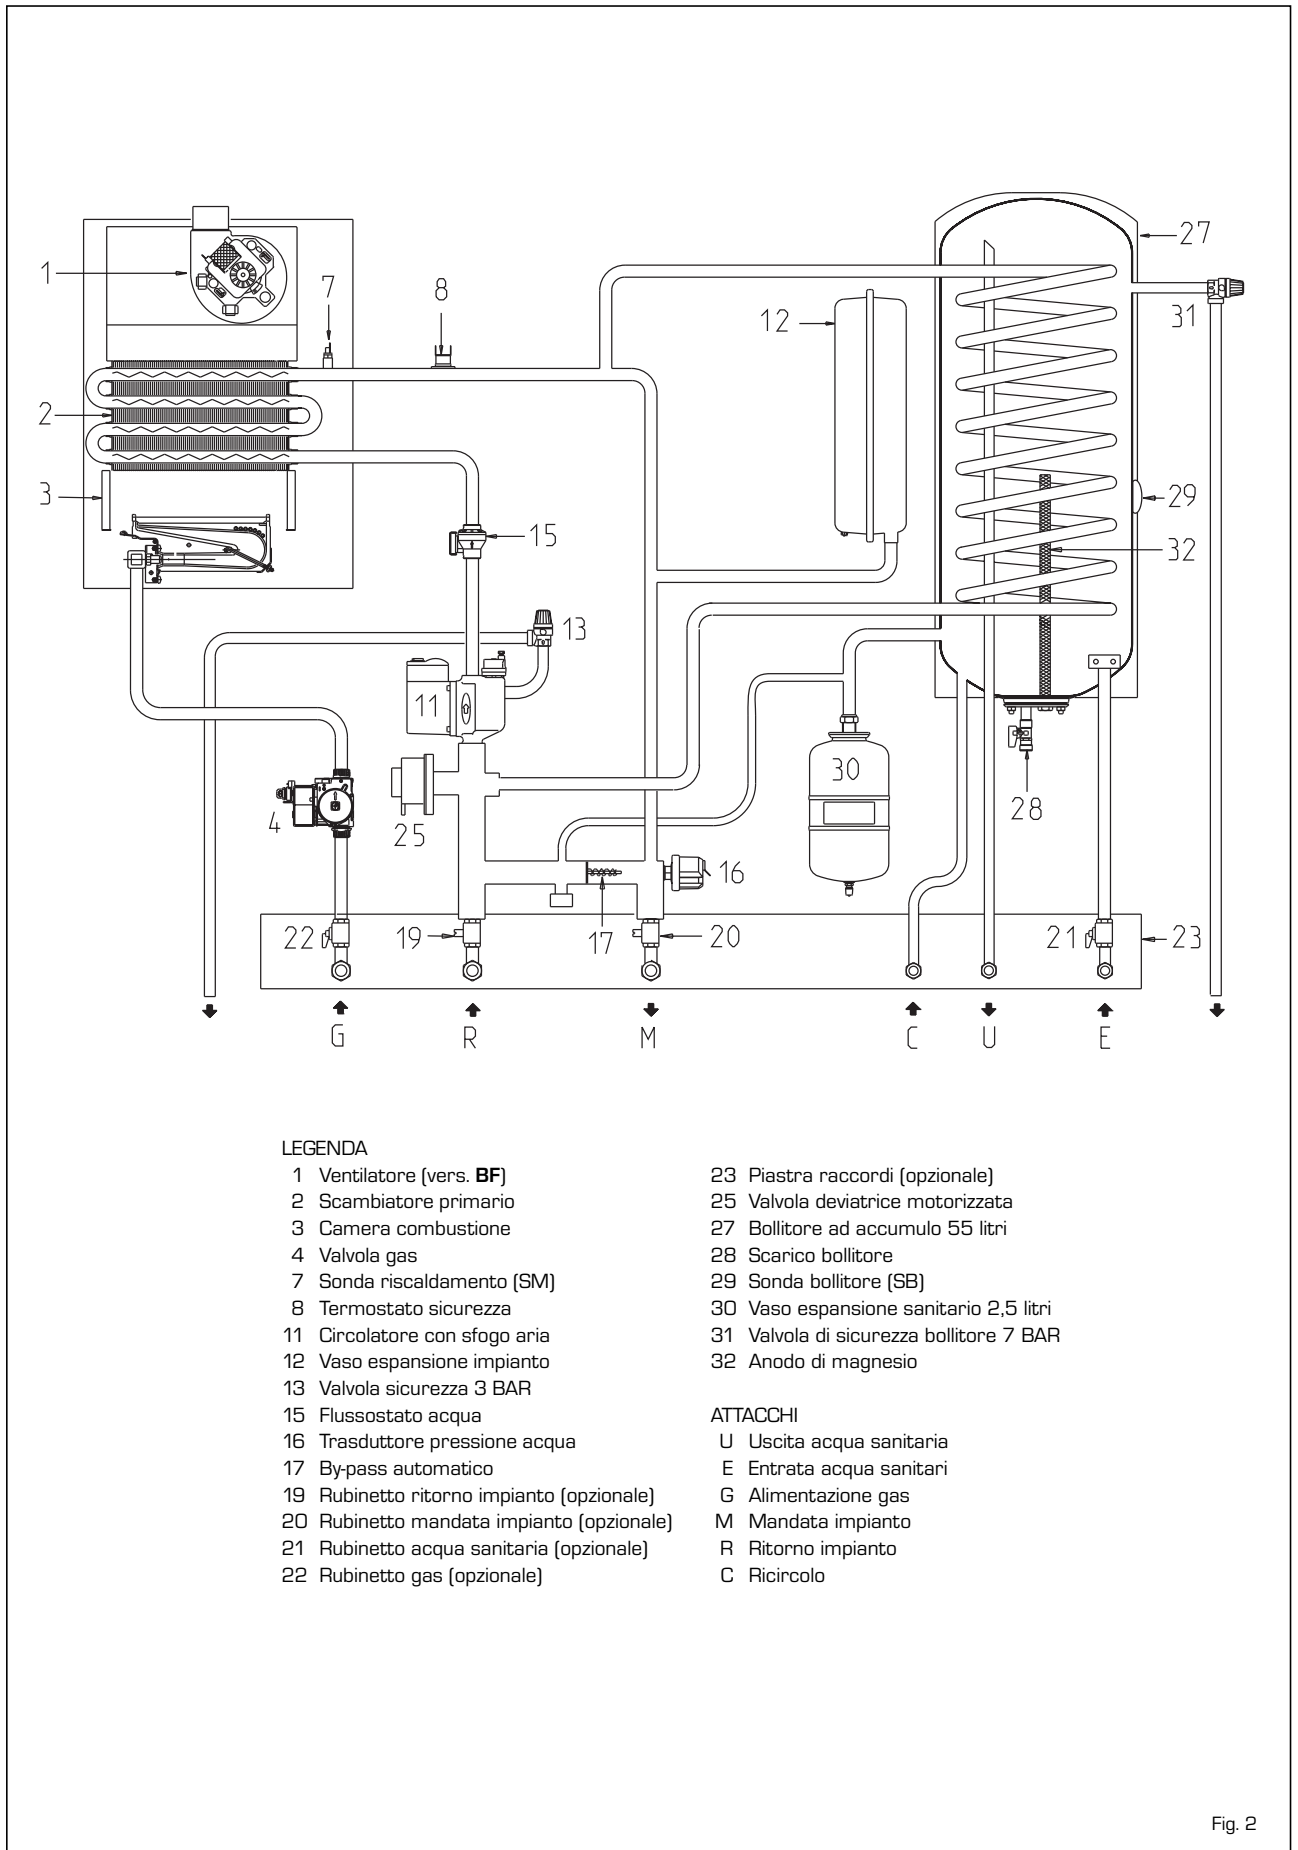 1
7
8
12
27
31
2
3
15
29
32
13
11
30
4
25
28
16
22
19
17
20
21
23
G
R
M
C
U
E
LEGENDA
1 Ventilatore (vers. BF)
2 Scambiatore primario
3 Camera combustione
4 Valvola gas
7 Sonda riscaldamento (SM)
8 Termostato sicurezza
11 Circolatore con sfogo aria
12 Vaso espansione impianto
13 Valvola sicurezza 3 BAR
15 Flussostato acqua
16 Trasduttore pressione acqua
17 By-pass automatico
19 Rubinetto ritorno impianto (opzionale)
20 Rubinetto mandata impianto (opzionale)
21 Rubinetto acqua sanitaria (opzionale)
22 Rubinetto gas (opzionale)
23 Piastra raccordi (opzionale)
25 Valvola deviatrice motorizzata
27 Bollitore ad accumulo 55 litri
28 Scarico bollitore
29 Sonda bollitore (SB)
30 Vaso espansione sanitario 2,5 litri
31 Valvola di sicurezza bollitore 7 BAR
32 Anodo di magnesio
ATTACCHI
U Uscita acqua sanitaria
E Entrata acqua sanitari
G Alimentazione gas
M Mandata impianto
R Ritorno impianto
C Ricircolo
Fig. 2